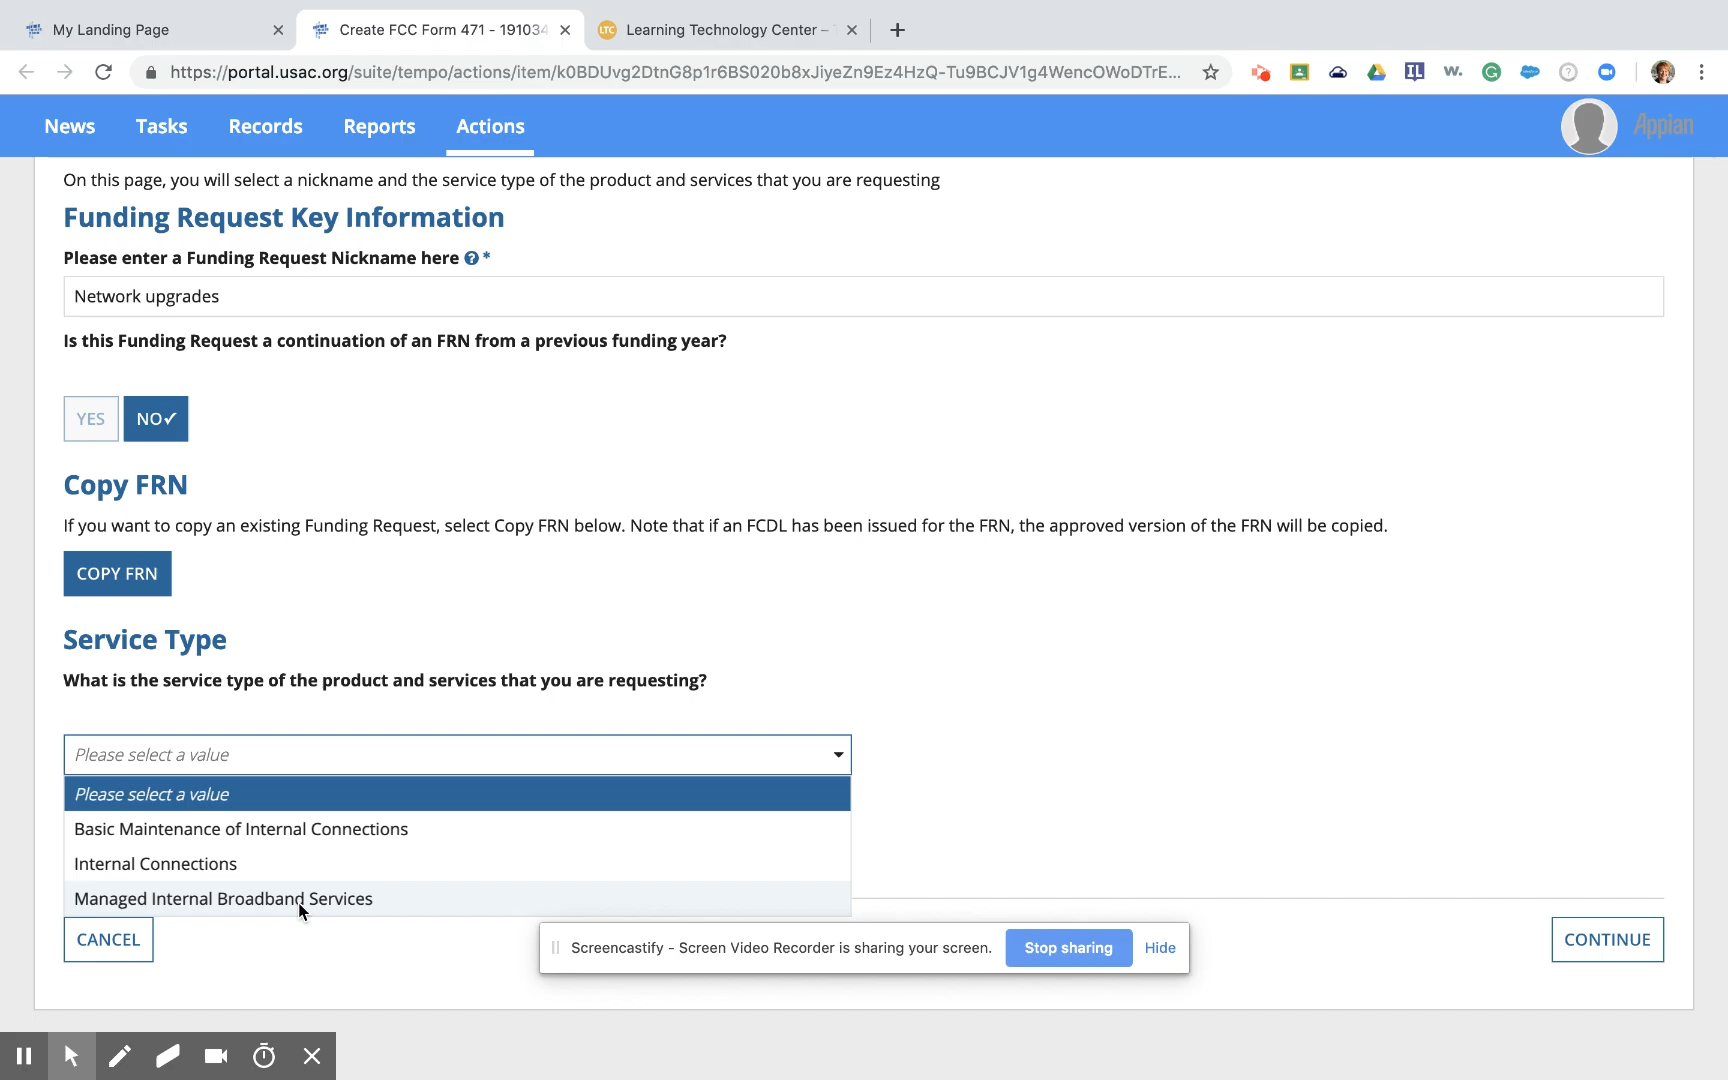 My Landing Page
Create FCC Form 471 - 191034
LTC
Learning Technology Center –
https://portal.usac.org/suite/tempo/actions/item/k0BDUvg2DtnG8p1r6BS020b8xJiyeZn9Ez4HzQ-Tu9BCJV1g4WencOWoDTrE...
IL
w.
G
News
Tasks
Records
Reports
Actions
Appian
On this page, you will select a nickname and the service type of the product and services that you are requesting
Funding Request Key Information
Please enter a Funding Request Nickname here ? *
Network upgrades
Is this Funding Request a continuation of an FRN from a previous funding year?
YES
NO✓
Copy FRN
If you want to copy an existing Funding Request, select Copy FRN below. Note that if an FCDL has been issued for the FRN, the approved version of the FRN will be copied.
COPY FRN
Service Type
What is the service type of the product and services that you are requesting?
Please select a value
Please select a value
Basic Maintenance of Internal Connections
Internal Connections
Managed Internal Broadband Services
CANCEL
Screencastify - Screen Video Recorder is sharing your screen.
Stop sharing
Hide
CONTINUE